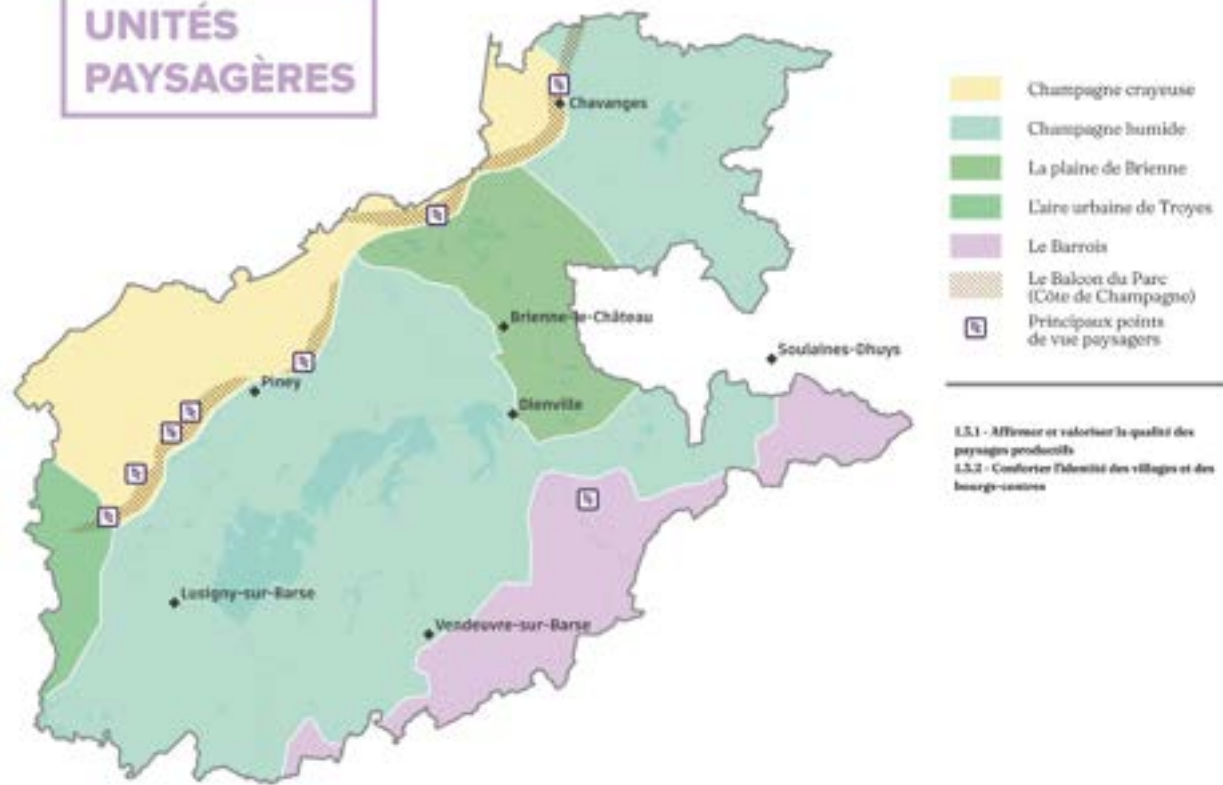 UNITÉS
PAYSAGÈRES
Chavanges
Brienne-le-Château
Soulaines-Dhuys
Piney
Dienville
Lusigny-sur-Barse
Vendeuvre-sur-Barse
Champagne crayeuse
Champagne humide
La plaine de Brienne
L'aire urbaine de Troyes
Le Barrois
Le Balcon du Parc
(Côte de Champagne)
Principaux points
de vue paysagers
1.5.1 - Affirmer et valoriser la qualité des
paysages productifs
1.5.2 - Conforter l'identité des villages et des
bourgs-centres